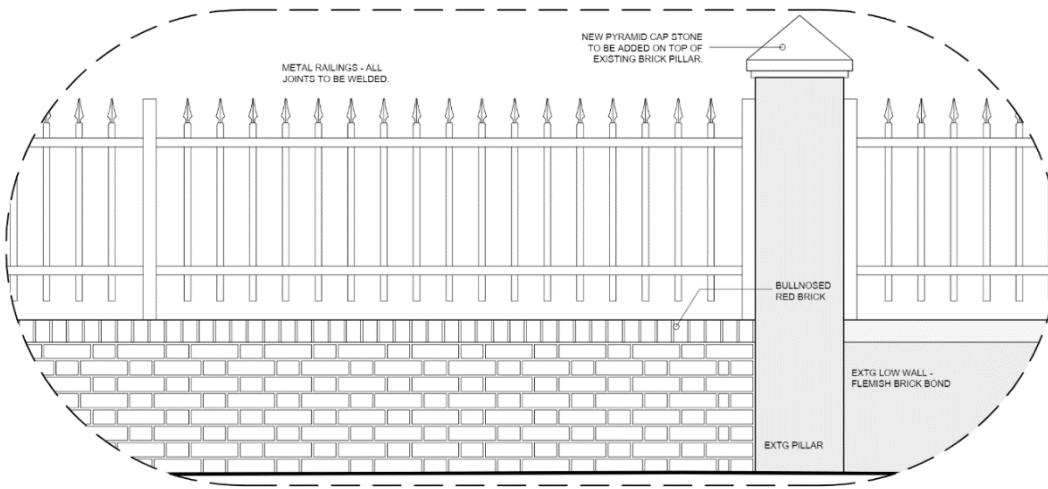 NEW PYRAMID CAP STONE
TO BE ADDED ON TOP OF
EXISTING BRICK PILLAR.
METAL RAILINGS - ALL
JOINTS TO BE WELDED.
BULLNOSED
RED BRICK
EXTG LOW WALL -
FLEMISH BRICK BOND
EXTG PILLAR